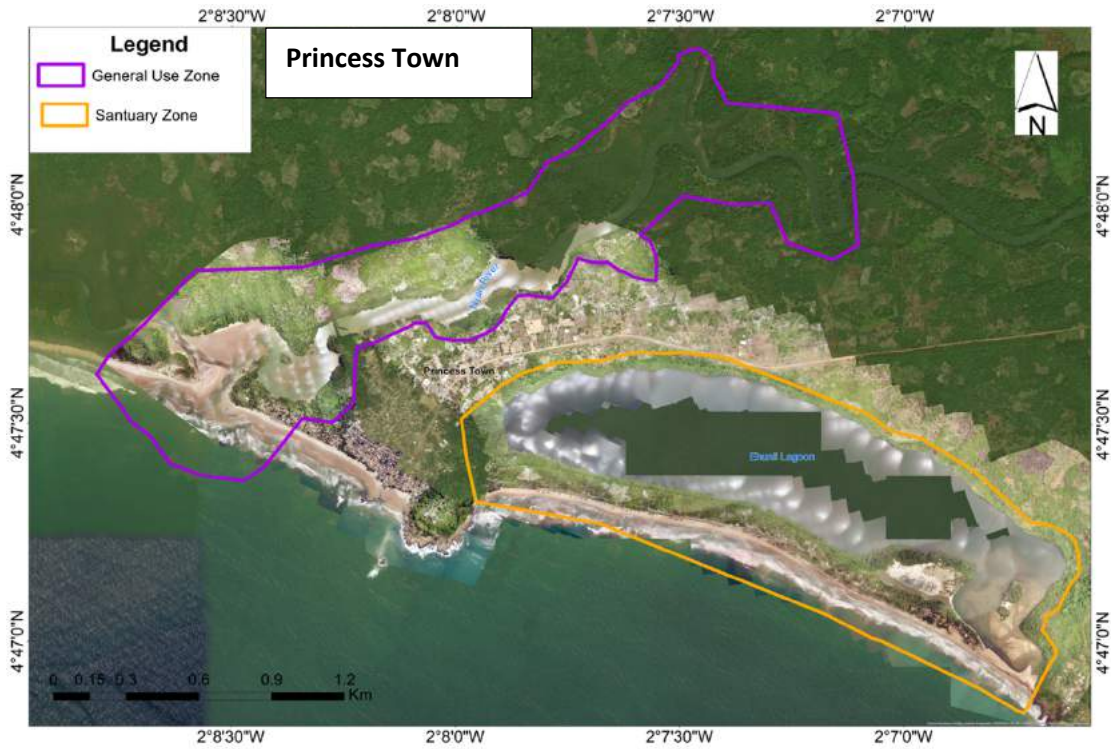 2°8'30"W
2°8'0"W
2°7'30"W
2°7'0"W
Legend
General Use Zone
Santuary Zone
Princess Town
N
4°48'0"N
4°48'0"N
Princess Town
4°47'30"N
4°47'30"N
Ehunli Lagoon
4°47'0"N
4°47'0"N
0 0.15 0.3 0.6 0.9 1.2
Km
2°8'30"W
2°8'0"W
2°7'30"W
2°7'0"W